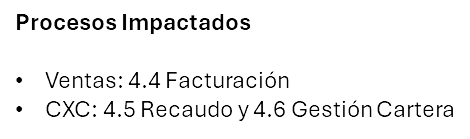 Procesos Impactados
• Ventas: 4.4 Facturación
• CXC: 4.5 Recaudo y 4.6 Gestión Cartera